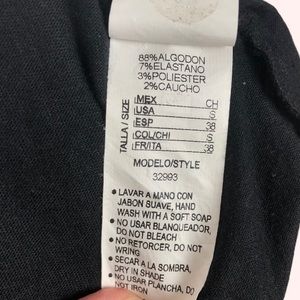 88% ALGODON
7% ELASTANO
3% POLIESTER
2% CAUCHO
TALLA / SIZE
MEX CH
USA S
ESP 38
COL/CHI S
FR/ITA 38
MODELO/STYLE
32993
• LAVAR A MANO CON
JABON SUAVE, HAND
WASH WITH A SOFT SOAP
• NO USAR BLANQUEADOR,
DO NOT BLEACH
• NO RETORCER, DO NOT
WRING
• SECAR A LA SOMBRA,
DRY IN SHADE
• NO USAR PLANCHA, DO
NOT IRON